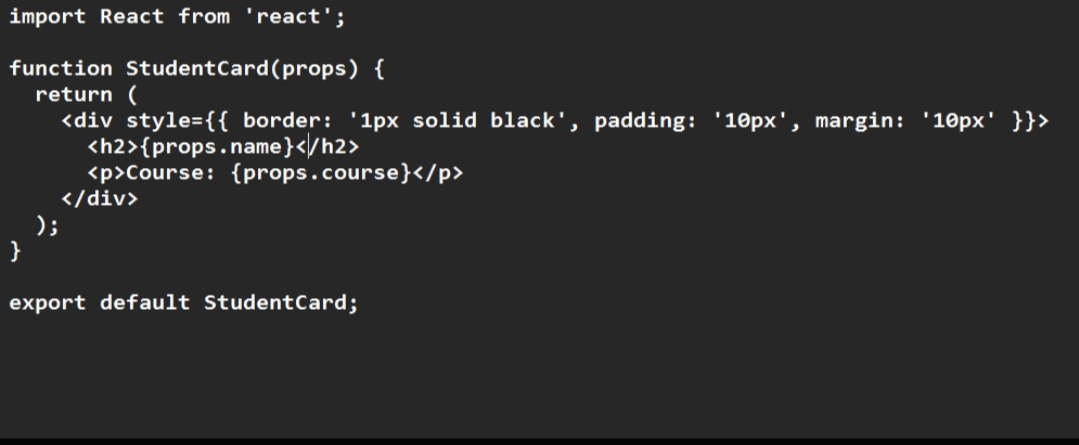 import React from 'react';
function StudentCard(props) {
return (
<div style={{ border: '1px solid black', padding: '10px', margin: '10px' }}>
<h2>{props.name}</h2>
<p>Course: {props.course}</p>
</div>
);
}
export default StudentCard;